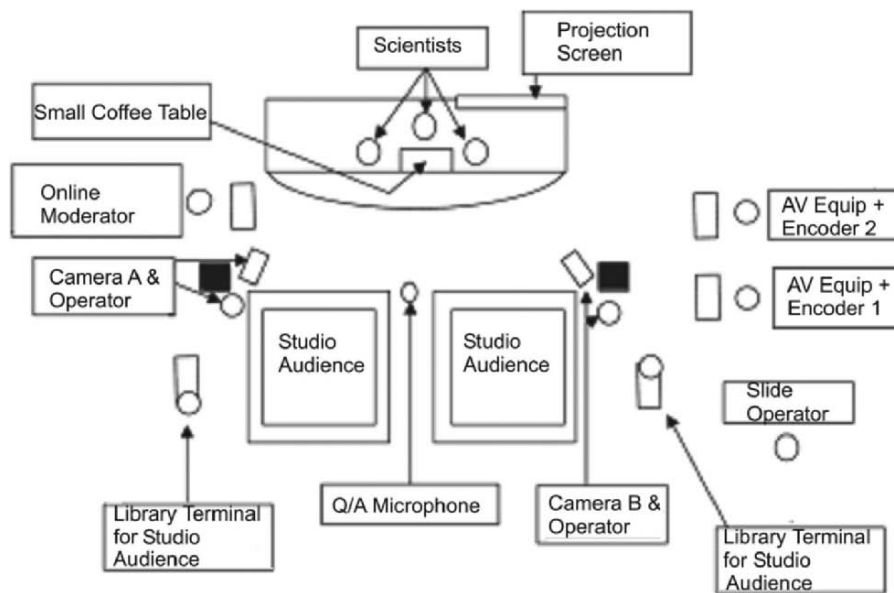 Scientists
Projection
Screen
Small Coffee Table
Online
Moderator
AV Equip +
Encoder 2
Camera A &
Operator
AV Equip +
Encoder 1
Studio
Audience
Studio
Audience
Slide
Operator
Q/A Microphone
Camera B &
Operator
Library Terminal
for Studio
Audience
Library Terminal
for Studio
Audience